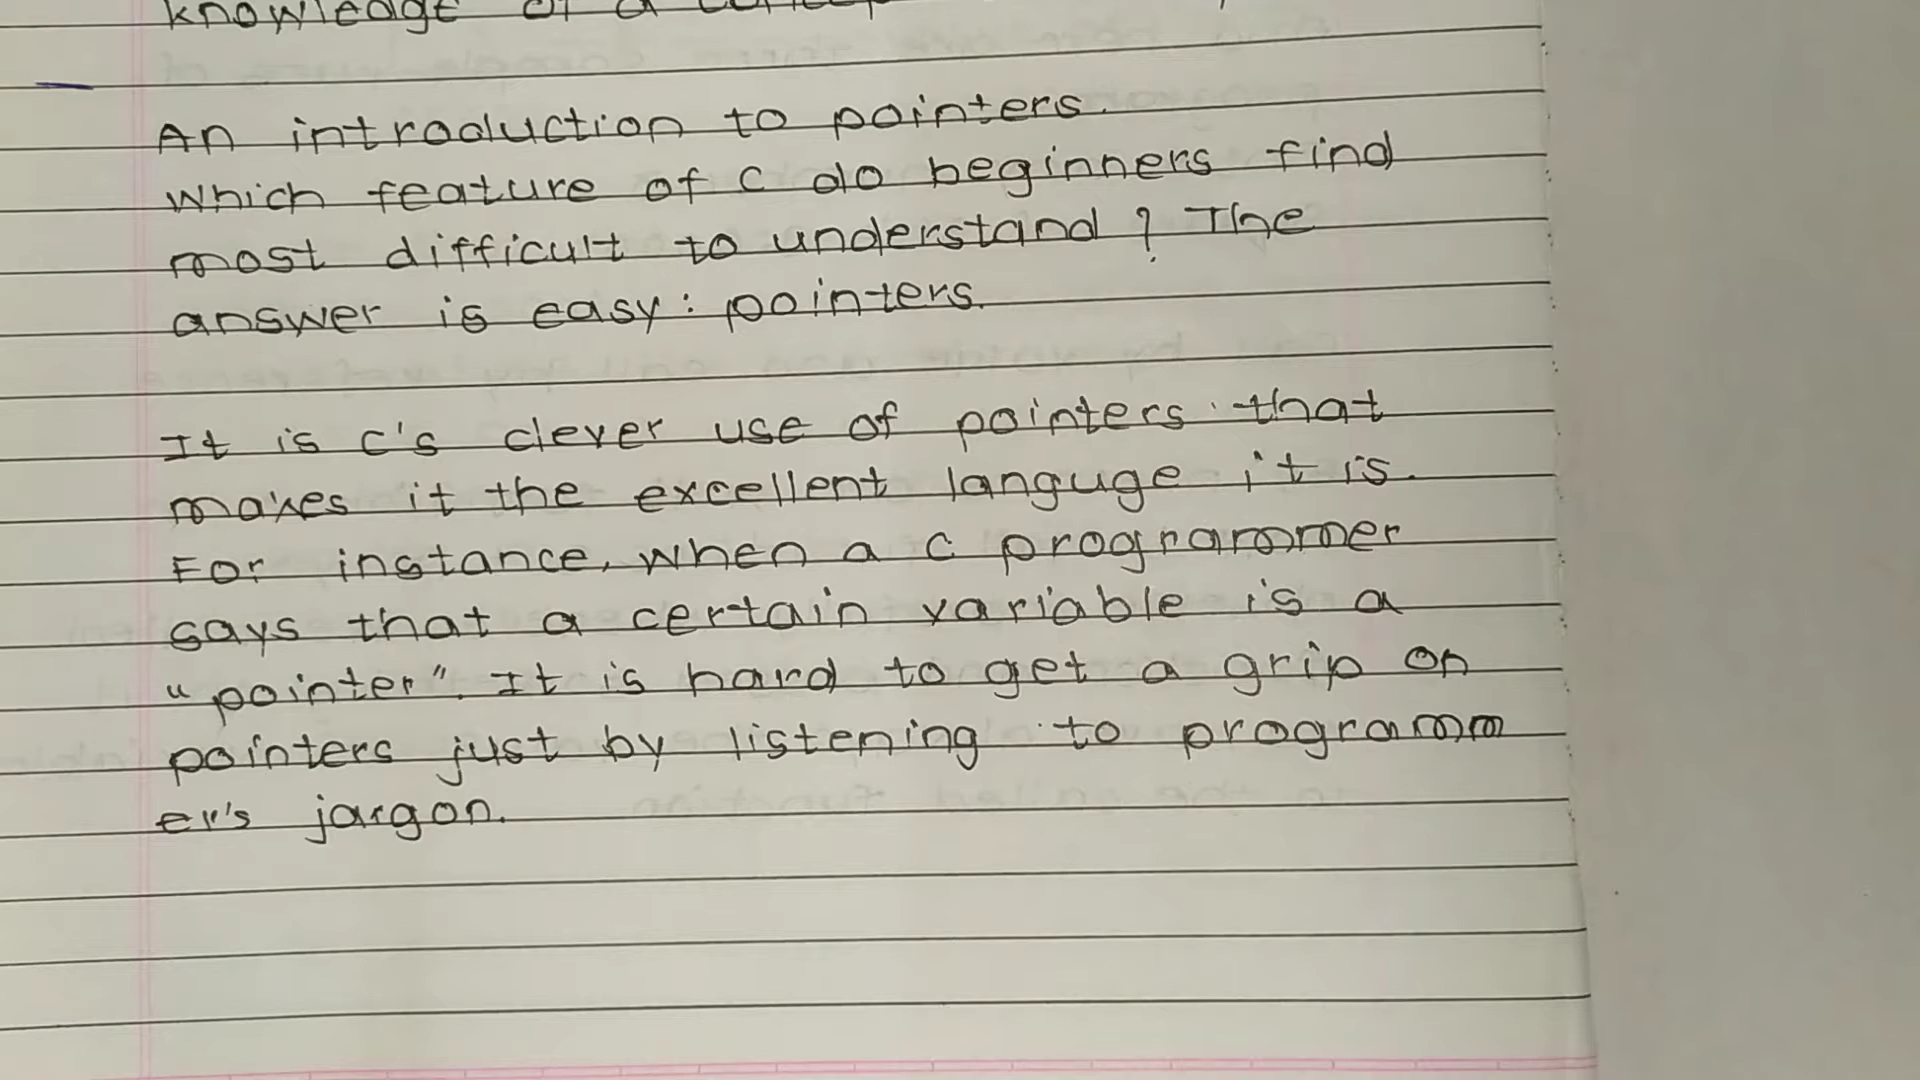 knowledge of a
An introduction to pointers.
which feature of c do beginners find
most difficult to understand ? The
answer is easy : pointers.
It is c's clever use of pointers that
makes it the excellent languge it is.
For instance, when a c programmer
says that a certain variable is a
"pointer". It is hard to get a grip on
pointers just by listening to programm
er's jargon.